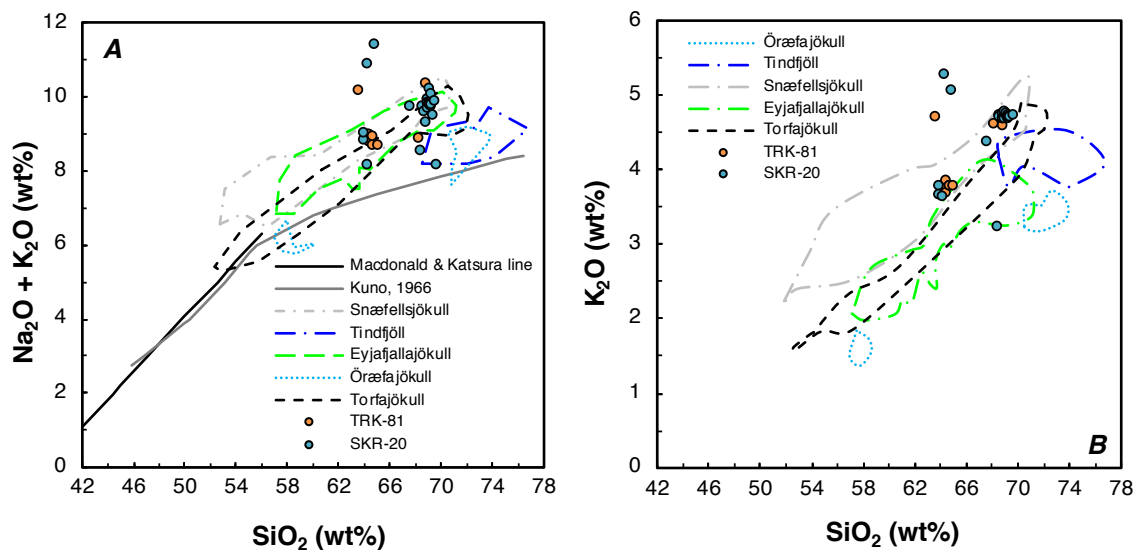 A
12
10
8
6
4
2
0
Na2O + K2O (wt%)
Macdonald & Katsura line
Kuno, 1966
Snæfellsjökull
Tindfjöll
Eyjafjallajökull
Öræfajökull
Torfajökull
TRK-81
SKR-20
42 46 50 54 58 62 66 70 74 78
SiO2 (wt%)
6
5
4
3
2
1
0
K2O (wt%)
Öræfajökull
Tindfjöll
Snæfellsjökull
Eyjafjallajökull
Torfajökull
TRK-81
SKR-20
B
42 46 50 54 58 62 66 70 74 78
SiO2 (wt%)